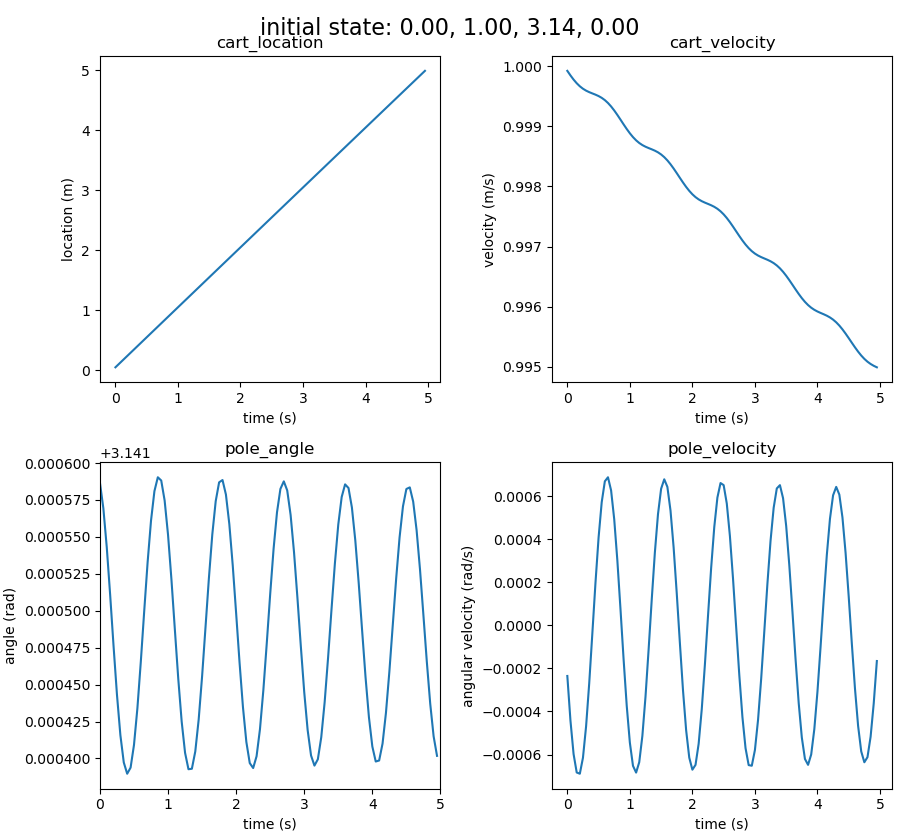 initial state: 0.00, 1.00, 3.14, 0.00
cart_location
5
4
3
2
1
0
location (m)
0 1 2 3 4 5
time (s)
cart_velocity
1.000
0.999
0.998
0.997
0.996
0.995
velocity (m/s)
0 1 2 3 4 5
time (s)
pole_angle
+3.141
0.000600
0.000575
0.000550
0.000525
0.000500
0.000475
0.000450
0.000425
0.000400
angle (rad)
0 1 2 3 4 5
time (s)
pole_velocity
0.0006
0.0004
0.0002
0.0000
−0.0002
−0.0004
−0.0006
angular velocity (rad/s)
0 1 2 3 4 5
time (s)